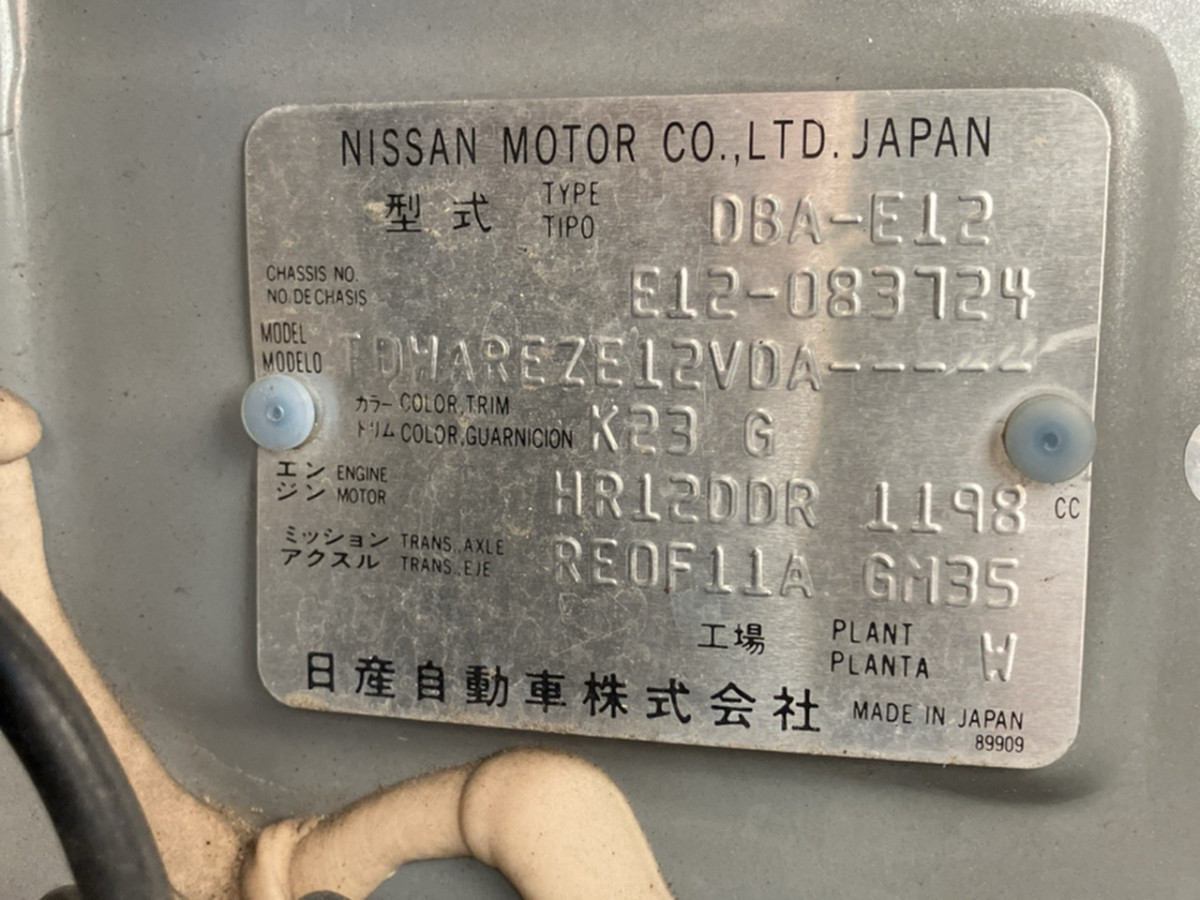 NISSAN MOTOR CO.,LTD. JAPAN
型式 TYPE DBA-E12
TIPO
CHASSIS NO. E12-083724
NO. DE CHASIS
MODEL TDWAREZE12VDA-----
MODELO
カラー COLOR,TRIM K23 G
トリム COLOR,GUARNICION
エン ENGINE HR12DDR 1198 CC
ジン MOTOR
ミッション TRANS.,AXLE RE0F11A GM35
アクスル TRANS.,EJE
工場 PLANT W
PLANTA
日産自動車株式会社 MADE IN JAPAN
89909